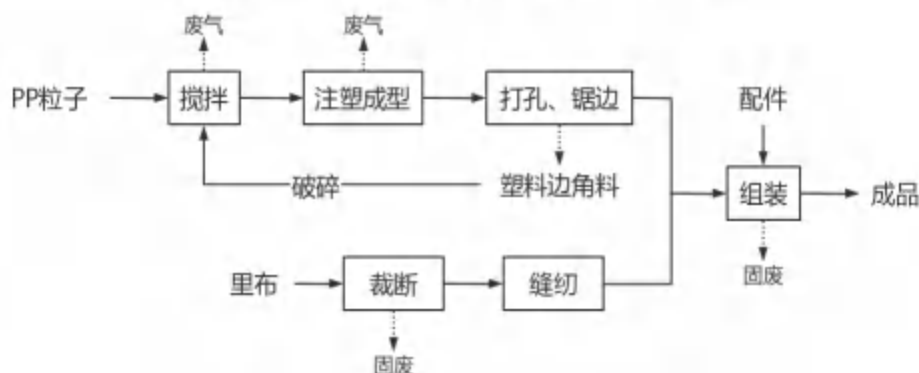 废气
废气
PP粒子
搅拌
注塑成型
打孔、锯边
配件
破碎
塑料边角料
组装
成品
里布
裁断
缝纫
固废
固废